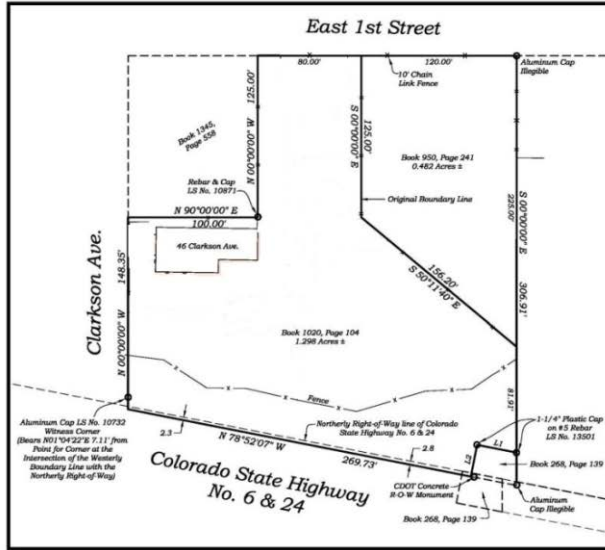 East 1st Street
80.00'
120.00'
Aluminum Cap
Illegible
10' Chain
Link Fence
Book 1345,
Page 558
N 00°00'00" W
125.00'
S 00°00'00" E
125.00'
Book 950, Page 241
0.482 Acres ±
Rebar & Cap
LS No. 10871
Original Boundary Line
S 00°00'00" E
225.00'
306.91'
N 90°00'00" E
100.00'
46 Clarkson Ave.
Clarkson Ave.
148.35'
N 00°00'00" W
156.20'
S 50°11'40" E
Book 1020, Page 104
1.298 Acres ±
81.91'
Fence
Aluminum Cap LS No. 10732
Witness Corner
(Bears N01°04'22"E 7.11' from
Point for Corner at the
Intersection of the Westerly
Boundary Line with the
Northerly Right-of-Way)
Northerly Right-of-Way line of Colorado
State Highway No. 6 & 24
2.3
N 78°52'07" W
269.73'
2.8
1-1/4" Plastic Cap
on #5 Rebar
LS No. 13501
L1
L2
Book 268, Page 139
Colorado State Highway
No. 6 & 24
CDOT Concrete
R-O-W Monument
Aluminum
Cap Illegible
Book 268, Page 139